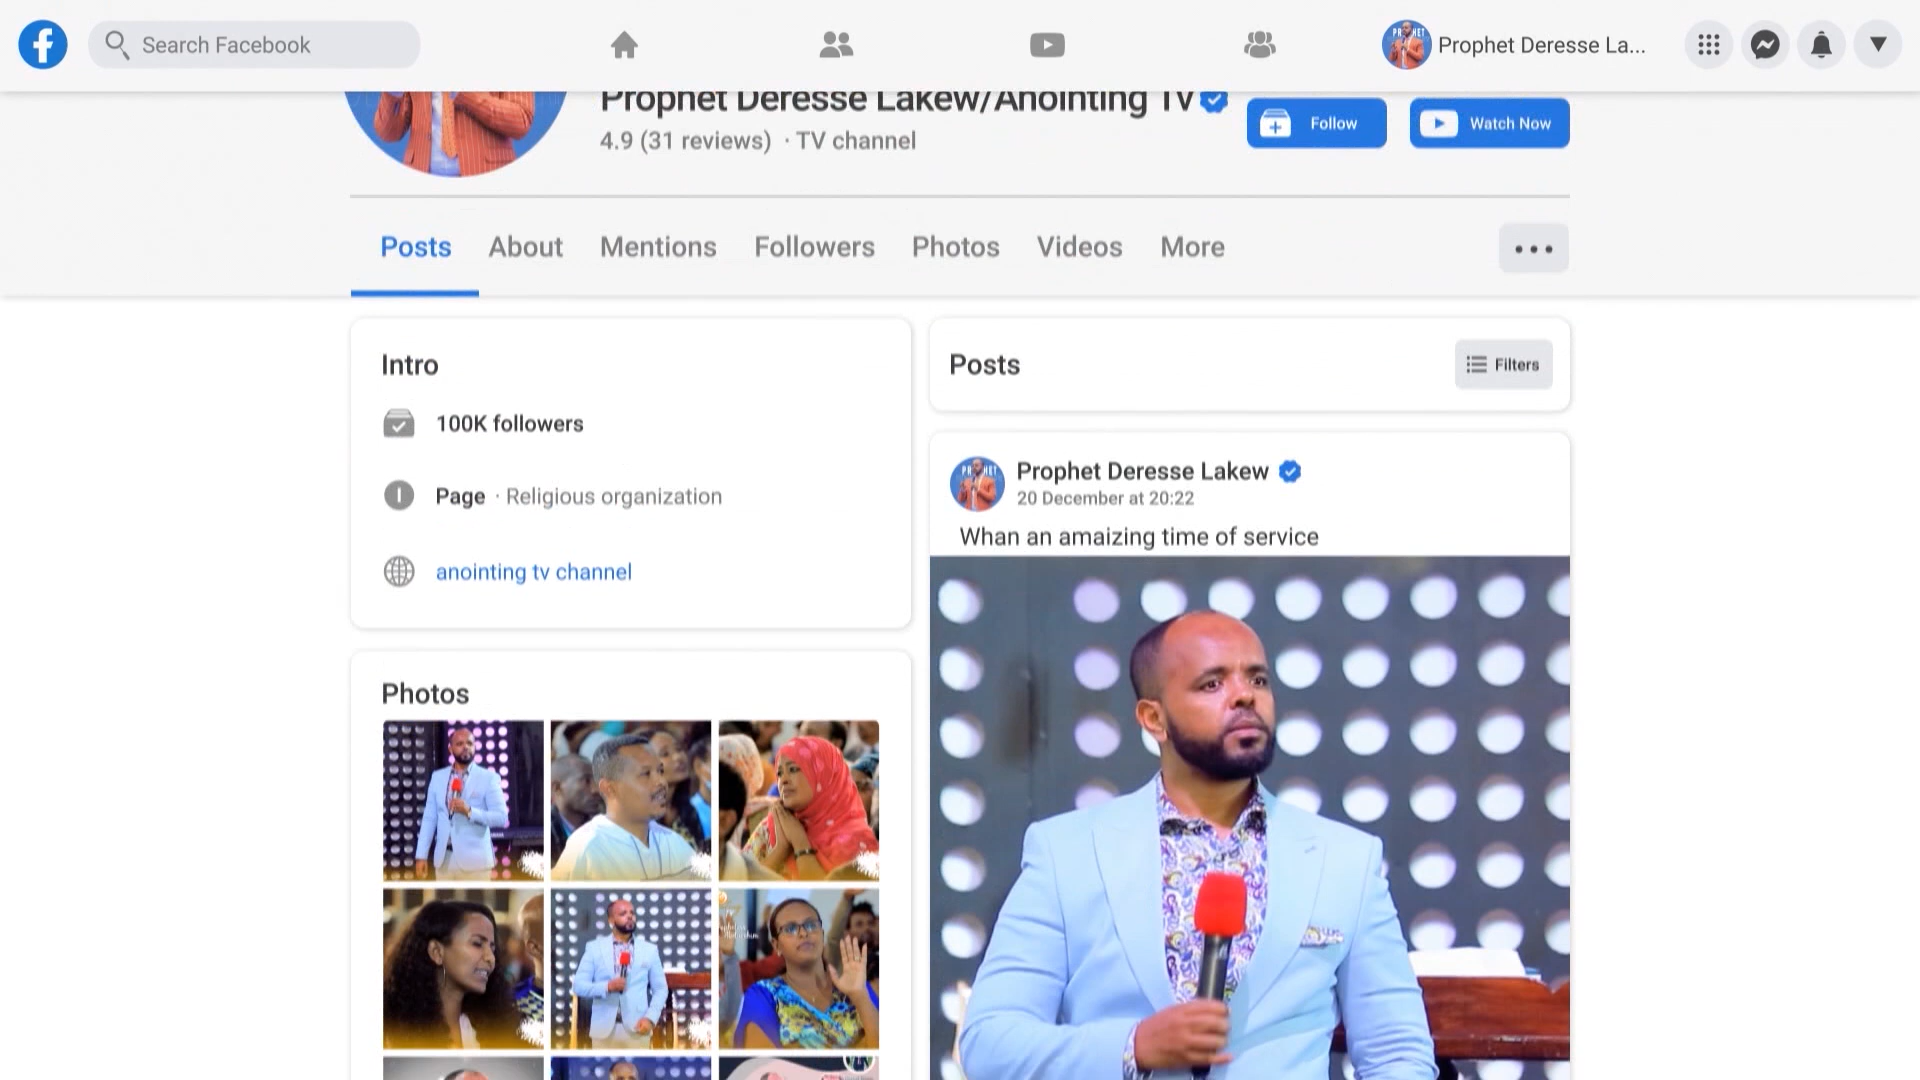 Search Facebook
Prophet Deresse La...
Prophet Deresse Lakew/Anointing TV
4.9 (31 reviews) · TV channel
Follow
Watch Now
Posts
About
Mentions
Followers
Photos
Videos
More
Intro
100K followers
Page · Religious organization
anointing tv channel
Photos
Posts
Filters
Prophet Deresse Lakew
20 December at 20:22
Whan an amaizing time of service